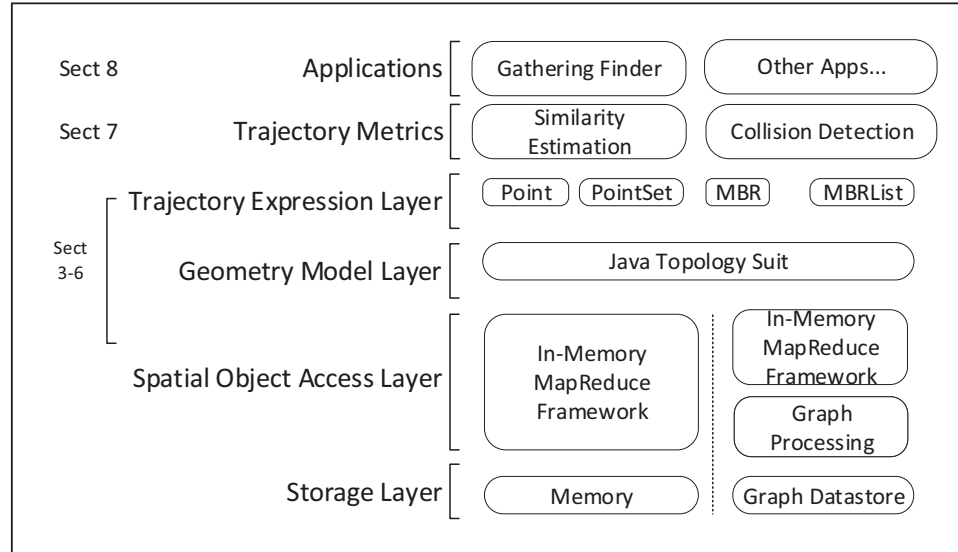 Sect 8
Applications
Gathering Finder
Other Apps...
Sect 7
Trajectory Metrics
Similarity
Estimation
Collision Detection
Trajectory Expression Layer
Point
PointSet
MBR
MBRList
Sect
3-6
Geometry Model Layer
Java Topology Suit
Spatial Object Access Layer
In-Memory
MapReduce
Framework
In-Memory
MapReduce
Framework
Graph
Processing
Storage Layer
Memory
Graph Datastore